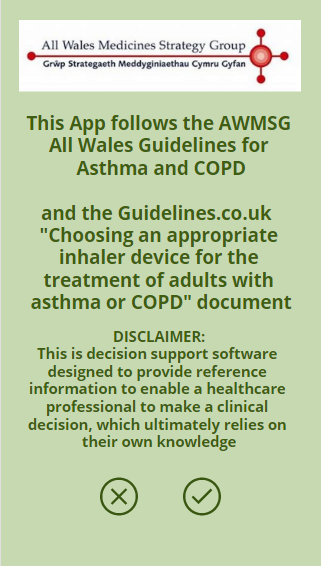 All Wales Medicines Strategy Group
Grŵp Strategaeth Meddyginiaethau Cymru Gyfan
This App follows the AWMSG
All Wales Guidelines for
Asthma and COPD
and the Guidelines.co.uk
"Choosing an appropriate
inhaler device for the
treatment of adults with
asthma or COPD" document
DISCLAIMER:
This is decision support software
designed to provide reference
information to enable a healthcare
professional to make a clinical
decision, which ultimately relies on
their own knowledge